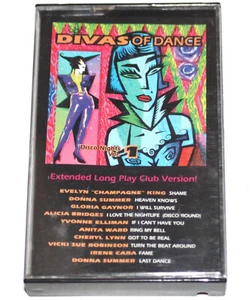 DIVAS OF DANCE
Disco Nights
Vol. 1
Extended Long Play Club Version!
EVELYN "CHAMPAGNE" KING SHAME
DONNA SUMMER HEAVEN KNOWS
GLORIA GAYNOR I WILL SURVIVE
ALICIA BRIDGES I LOVE THE NIGHTLIFE (DISCO 'ROUND)
YVONNE ELLIMAN IF I CAN'T HAVE YOU
ANITA WARD RING MY BELL
CHERYL LYNN GOT TO BE REAL
VICKI SUE ROBINSON TURN THE BEAT AROUND
IRENE CARA FAME
DONNA SUMMER LAST DANCE